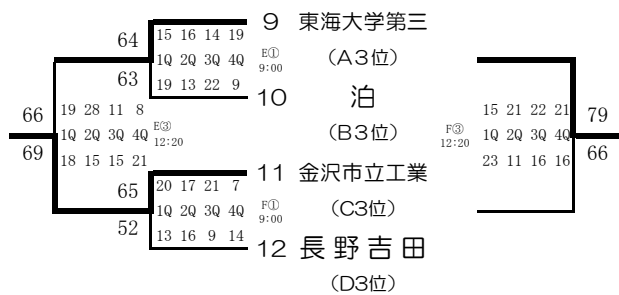 9 東海大学第三
15 16 14 19
64
E① 
1Q 2Q 3Q 4Q
(A3位)
9:00
63
19 13 22 9
10 泊
66
19 28 11 8
(B3位)
1Q 2Q 3Q 4Q
E③
12:20
69
18 15 15 21
11 金沢市立工業
65
20 17 21 7
F①
1Q 2Q 3Q 4Q
(C3位)
9:00
52
13 16 9 14
12 長野吉田
(D3位)
15 21 22 21
79
F③
1Q 2Q 3Q 4Q
12:20
66
23 11 16 16